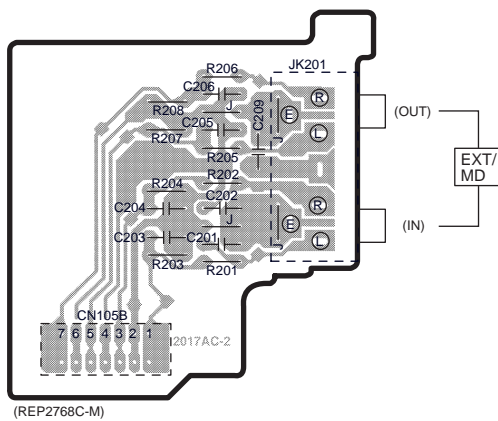 R206
JK201
C206
R208
J
C205
C209
R
E
(OUT)
R207
L
R205
R202
EXT/
MD
R204
C204
C202
R
J
E
(IN)
C203
C201
L
R203
R201
CN105B
7 6 5 4 3 2 1
2017AC-2
(REP2768C-M)